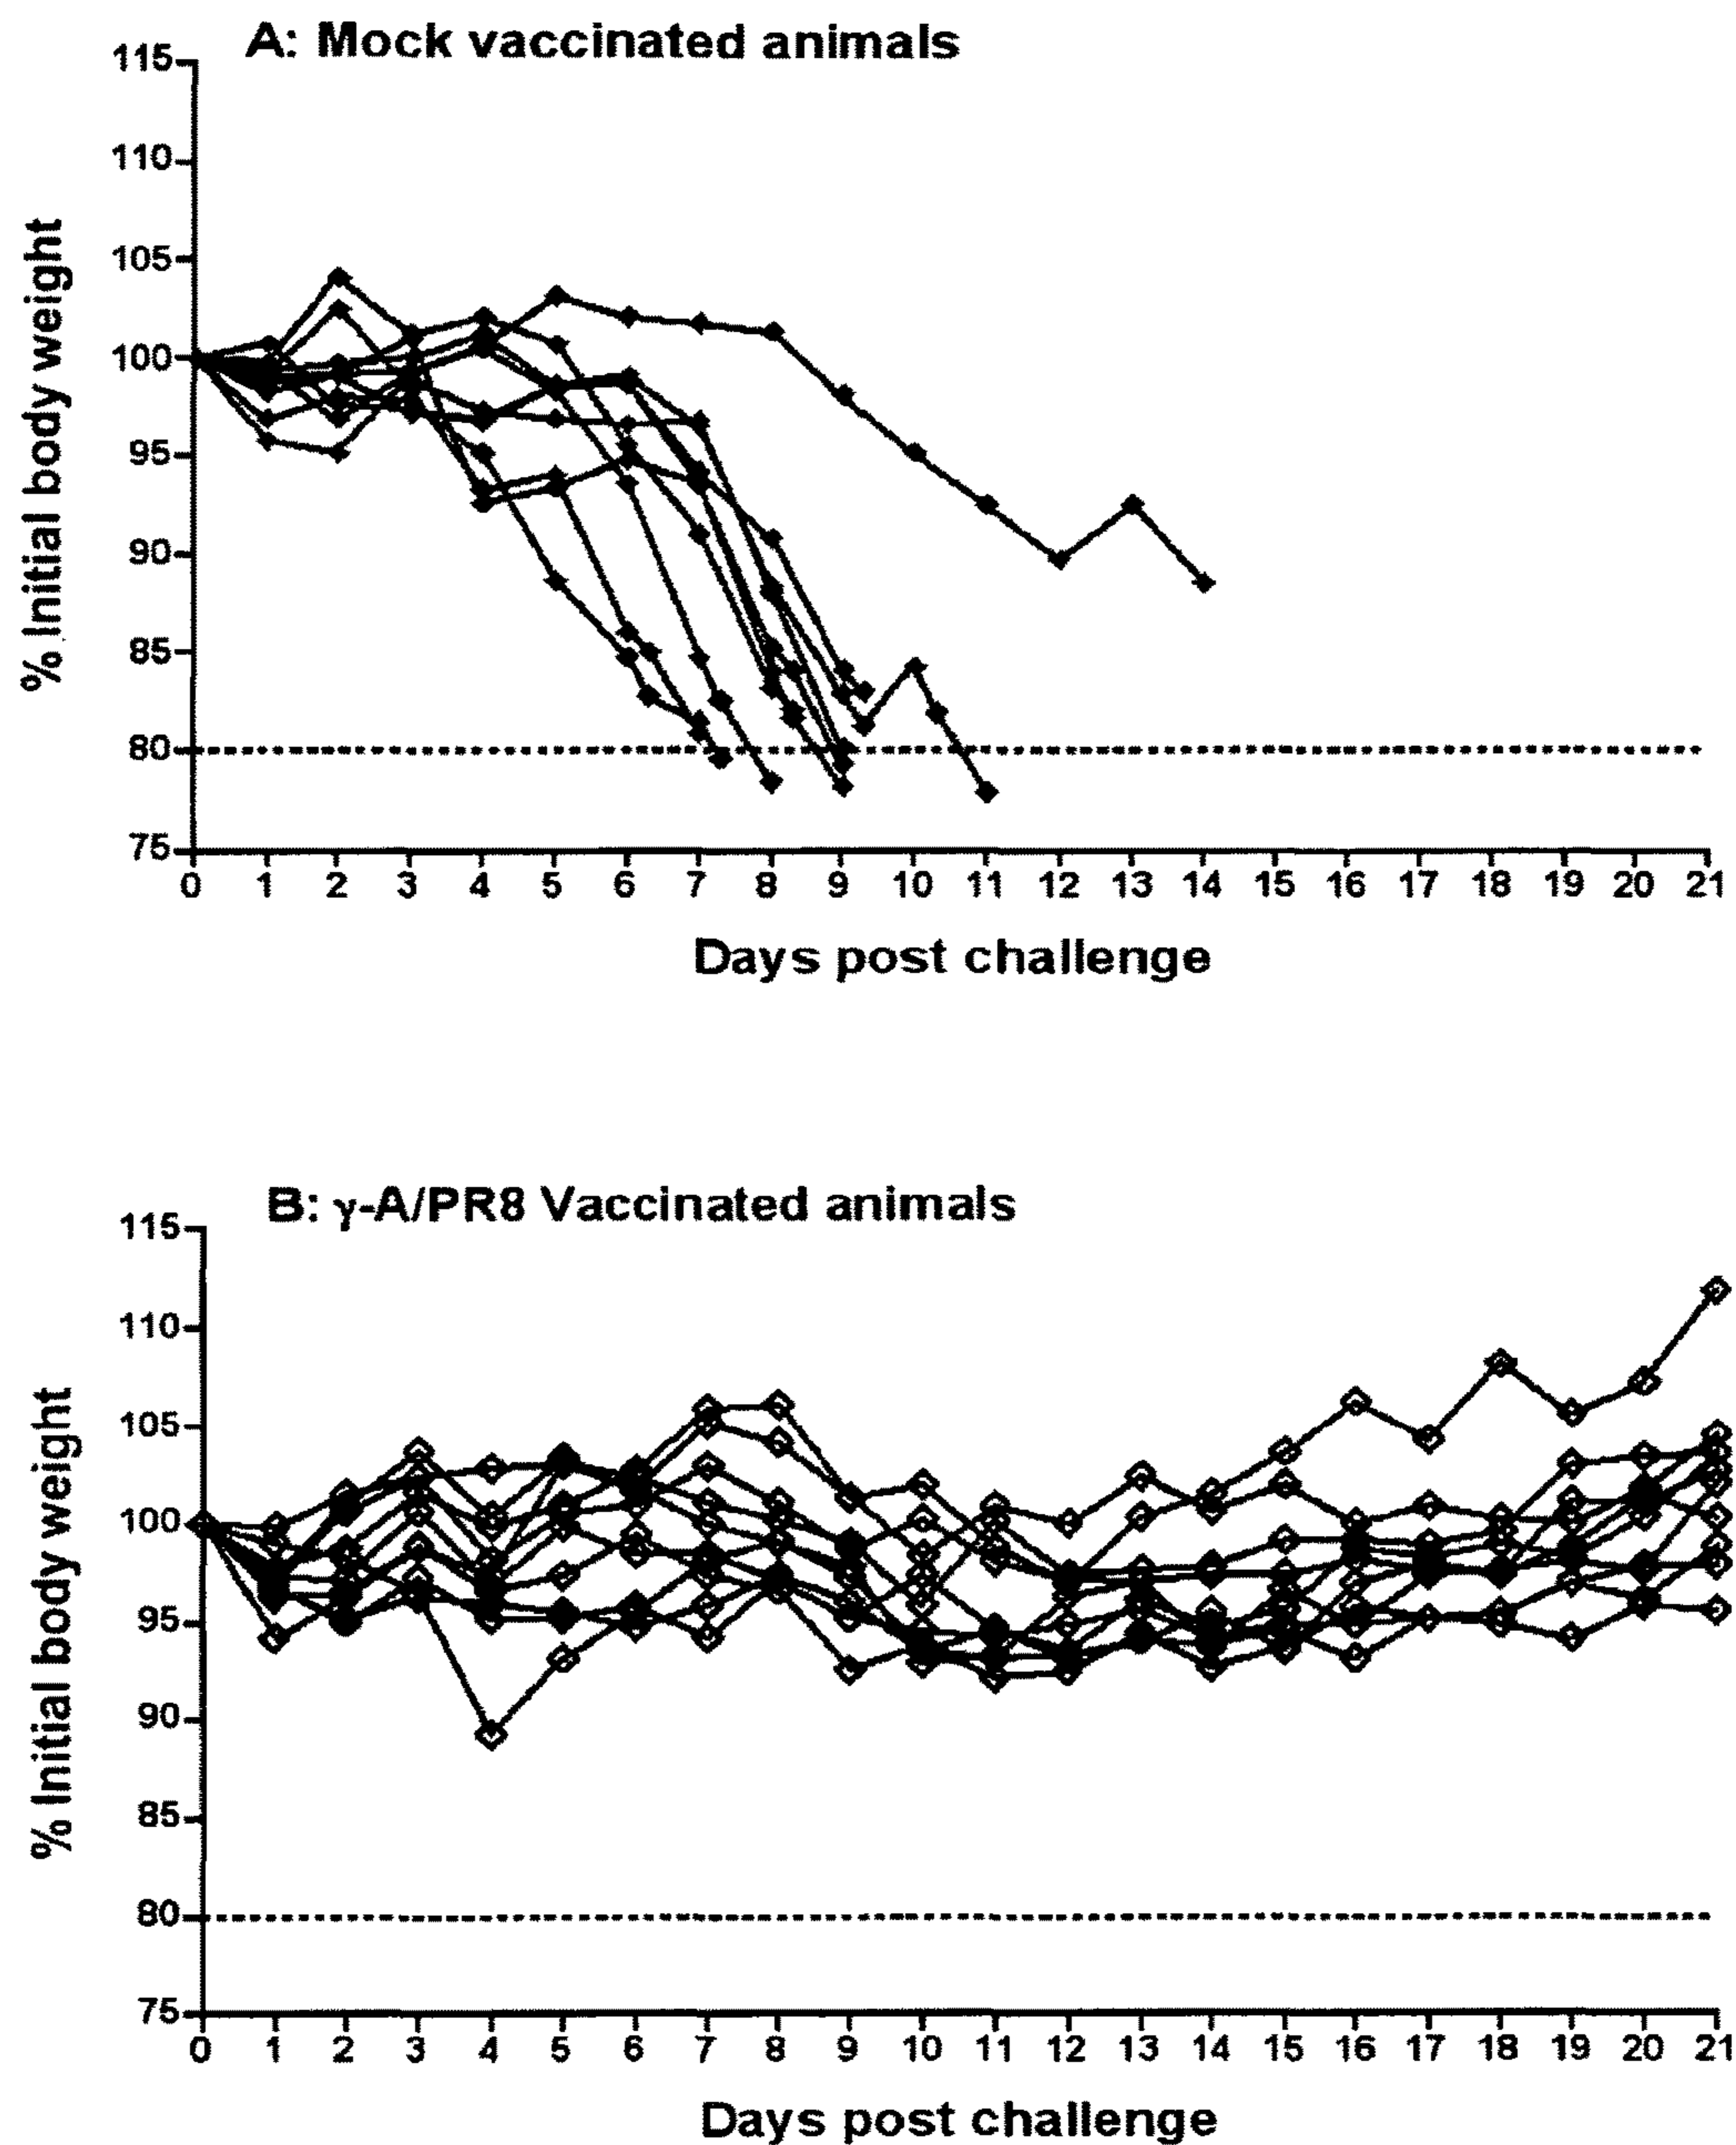 A: Mock vaccinated animals
% Initial body weight
115
110
105
100
95
90
85
80
75
0 1 2 3 4 5 6 7 8 9 10 11 12 13 14 15 16 17 18 19 20 21
Days post challenge
B: γ-A/PR8 Vaccinated animals
% Initial body weight
115
110
105
100
95
90
85
80
75
0 1 2 3 4 5 6 7 8 9 10 11 12 13 14 15 16 17 18 19 20 21
Days post challenge